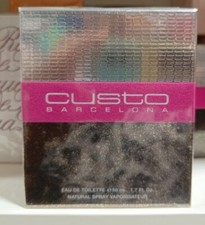 custo
BARCELONA
EAU DE TOILETTE e 50 mL. 1.7 FL. Oz.
NATURAL SPRAY VAPORISATEUR